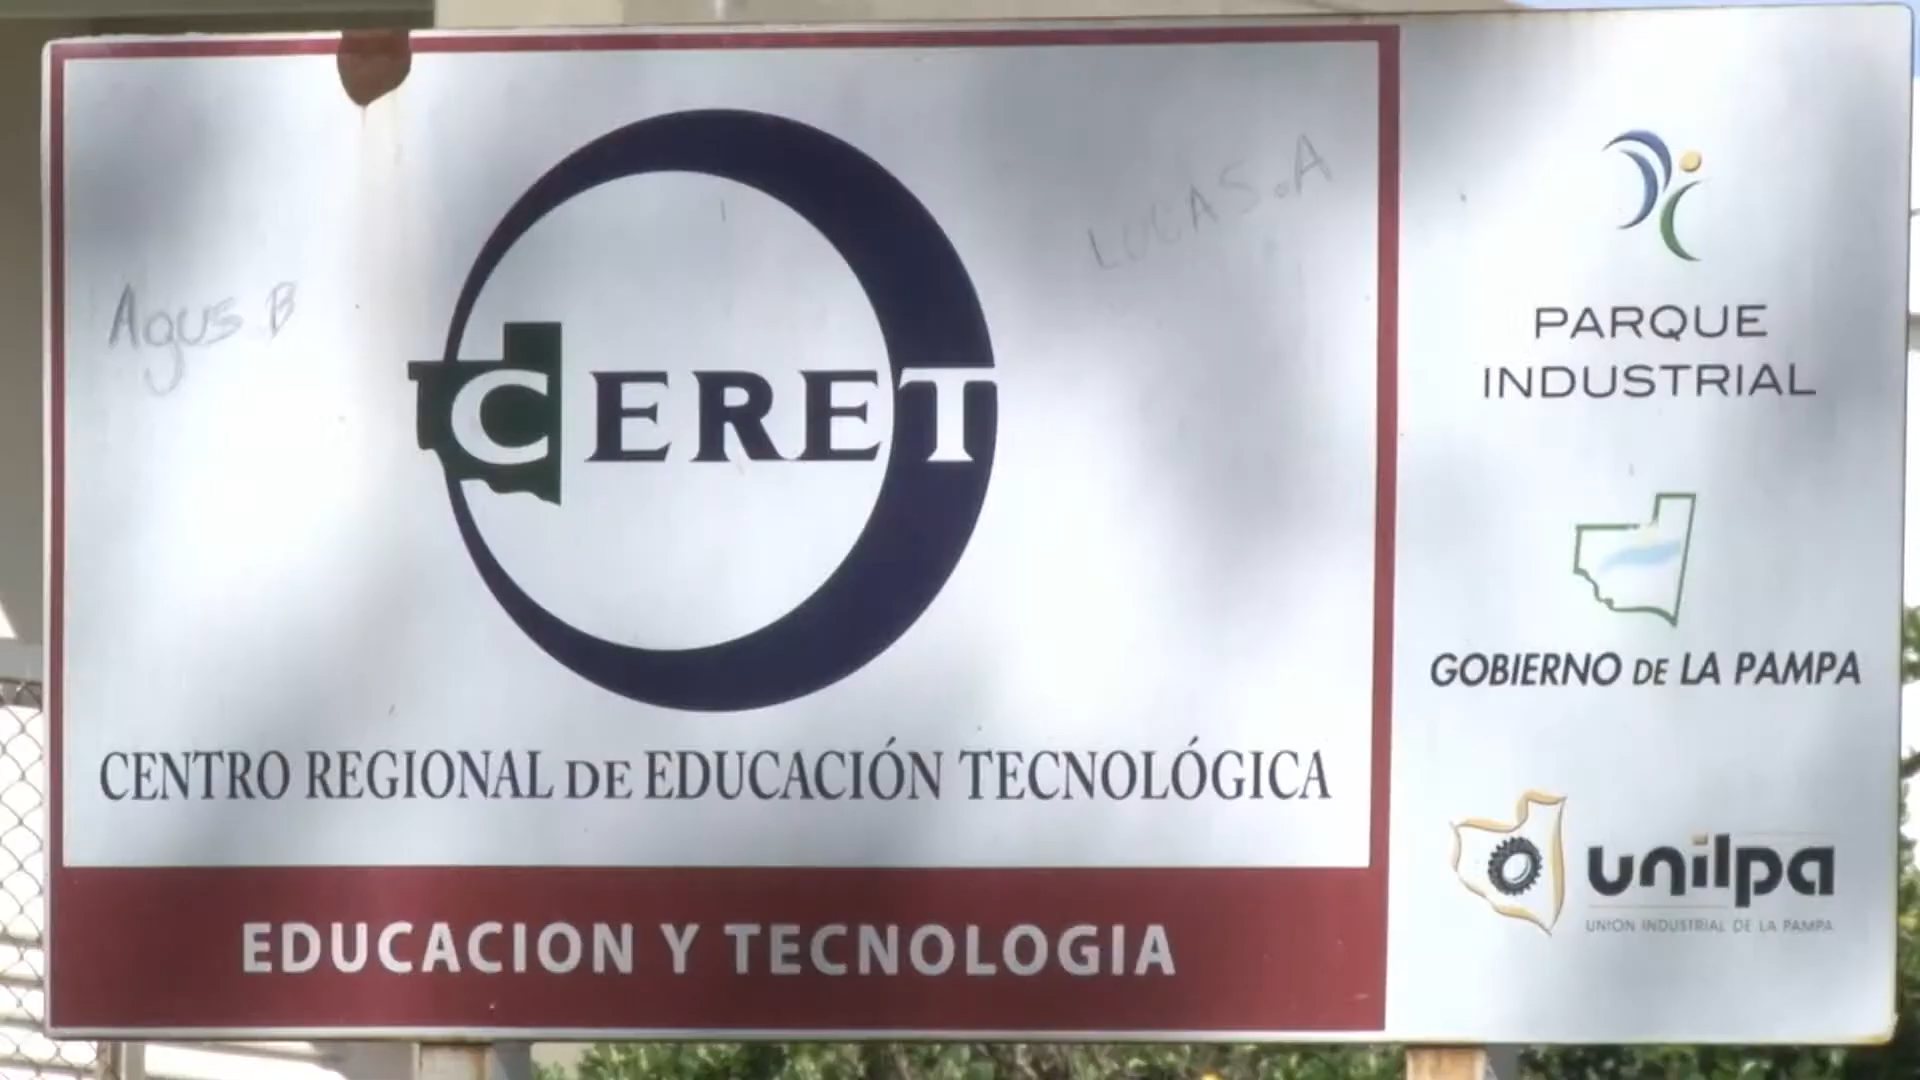 Agus B
LUCAS.A
CERET
CENTRO REGIONAL DE EDUCACIÓN TECNOLÓGICA
EDUCACION Y TECNOLOGIA
PARQUE
INDUSTRIAL
GOBIERNO DE LA PAMPA
unilpa
UNION INDUSTRIAL DE LA PAMPA